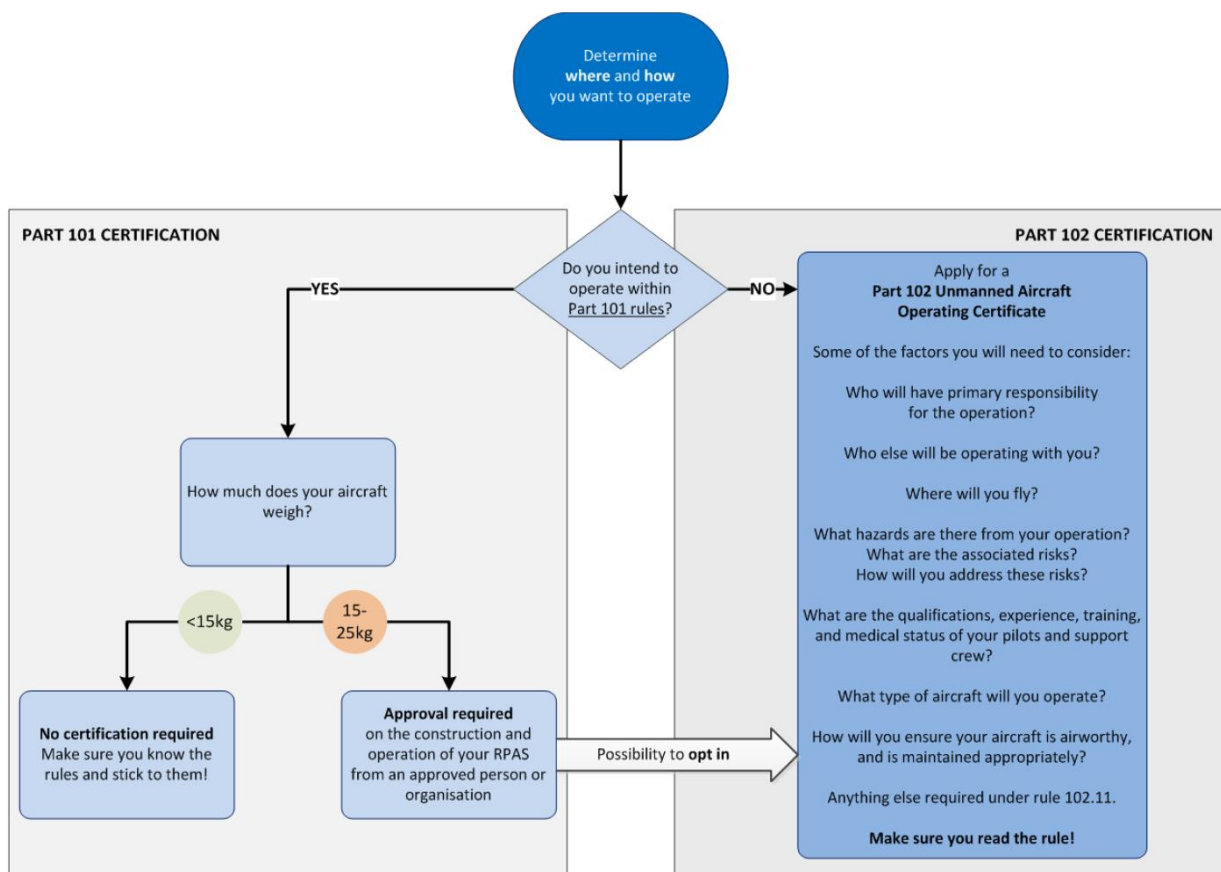 Determine
where and how
you want to operate
PART 101 CERTIFICATION
PART 102 CERTIFICATION
Do you intend to
operate within
Part 101 rules?
YES
NO
How much does your aircraft
weigh?
<15kg
15-
25kg
No certification required
Make sure you know the
rules and stick to them!
Approval required
on the construction and
operation of your RPAS
from an approved person or
organisation
Possibility to opt in
Apply for a
Part 102 Unmanned Aircraft
Operating Certificate
Some of the factors you will need to consider:
Who will have primary responsibility
for the operation?
Who else will be operating with you?
Where will you fly?
What hazards are there from your operation?
What are the associated risks?
How will you address these risks?
What are the qualifications, experience, training,
and medical status of your pilots and support
crew?
What type of aircraft will you operate?
How will you ensure your aircraft is airworthy,
and is maintained appropriately?
Anything else required under rule 102.11.
Make sure you read the rule!